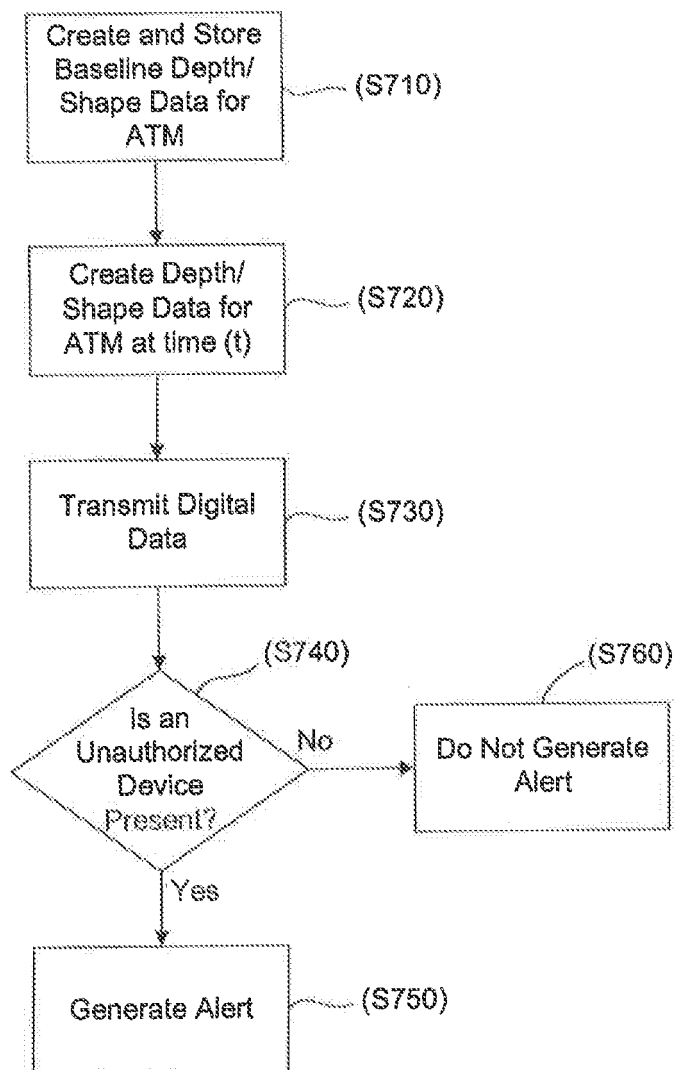 Create and Store
Baseline Depth/
Shape Data for
ATM
(S710)
Create Depth/
Shape Data for
ATM at time (t)
(S720)
Transmit Digital
Data
(S730)
(S740)
Is an
Unauthorized
Device
Present?
No
(S760)
Do Not Generate
Alert
Yes
Generate Alert
(S750)